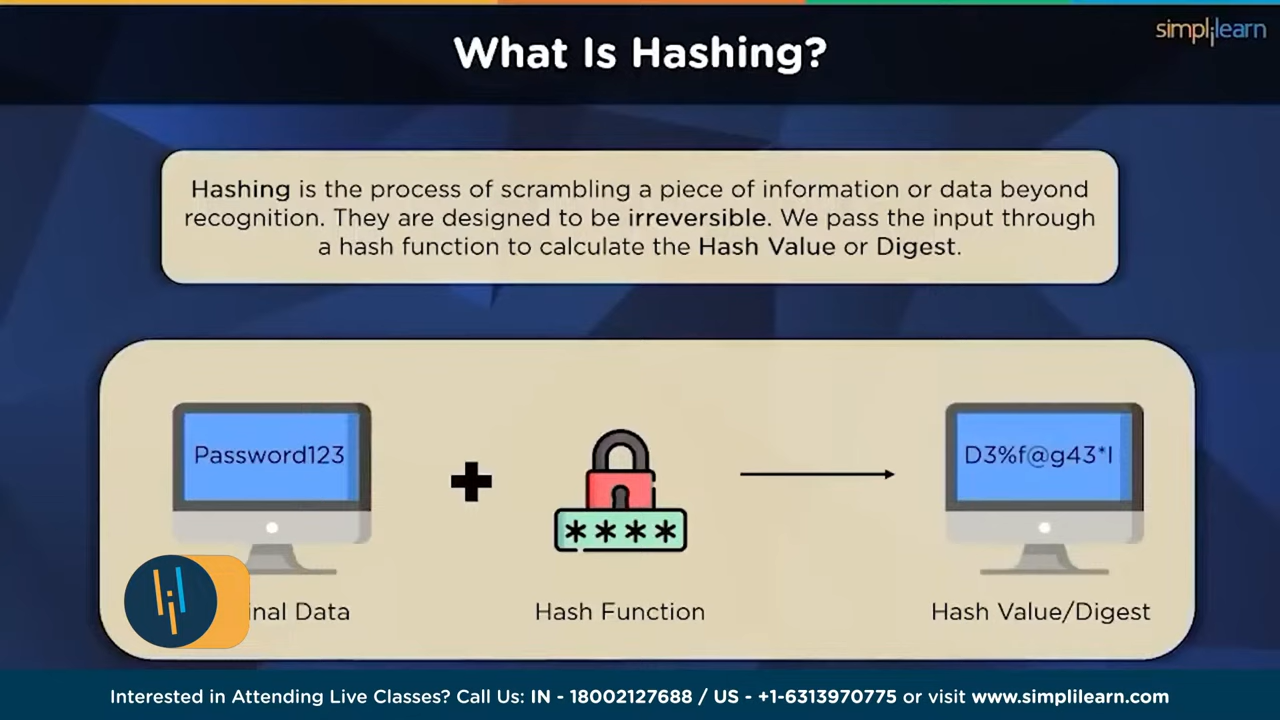 simplilearn
What Is Hashing?
Hashing is the process of scrambling a piece of information or data beyond
recognition. They are designed to be irreversible. We pass the input through
a hash function to calculate the Hash Value or Digest.
Password123
D3%f@g43*I
****
inal Data
Hash Function
Hash Value/Digest
Interested in Attending Live Classes? Call Us: IN - 18002127688 / US - +1-6313970775 or visit www.simplilearn.com